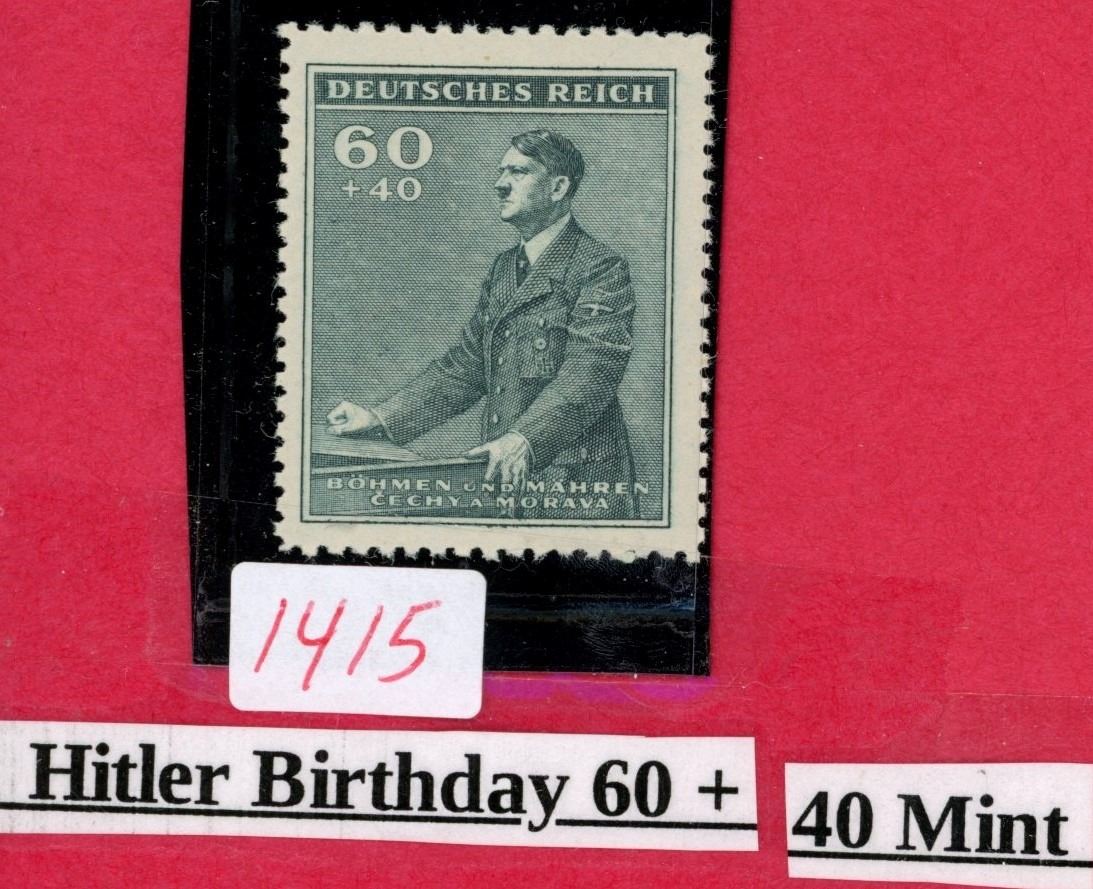 DEUTSCHES REICH
60
+40
BÖHMEN UND MÄHREN
ČECHY A MORAVA
1415
Hitler Birthday 60 + 40 Mint